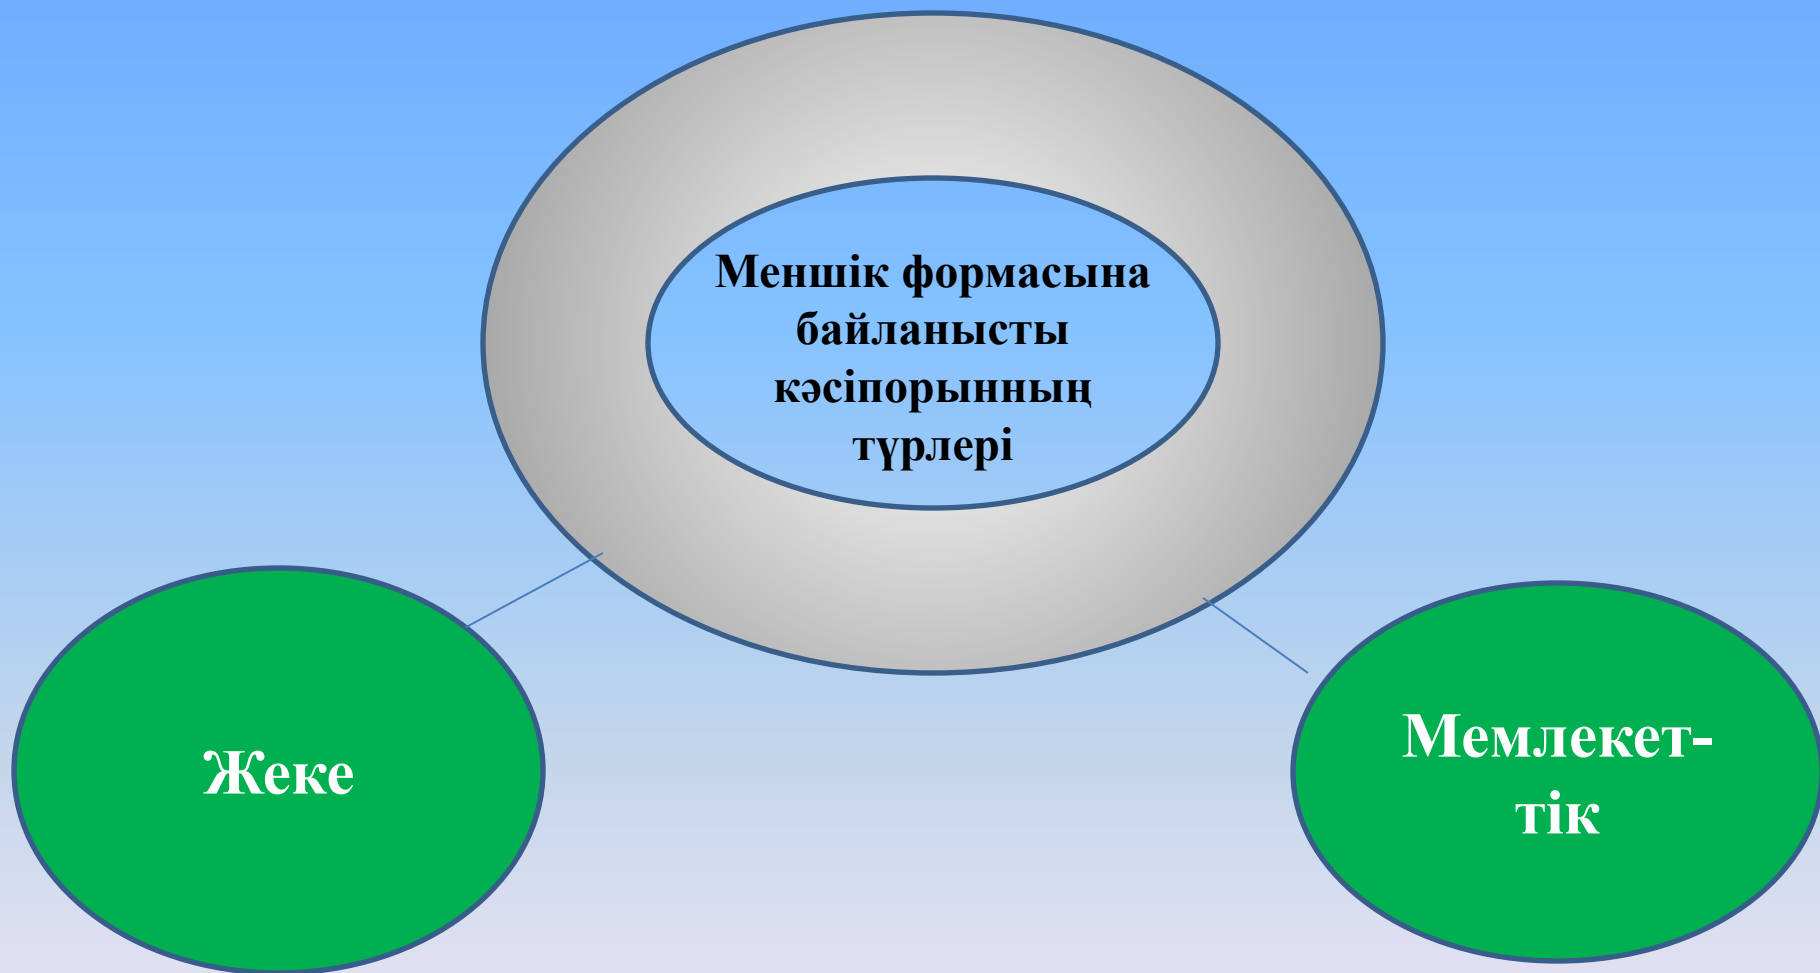 Меншік формасына
байланысты
кәсіпорынның
түрлері
Жеке
Мемлекет-
тік